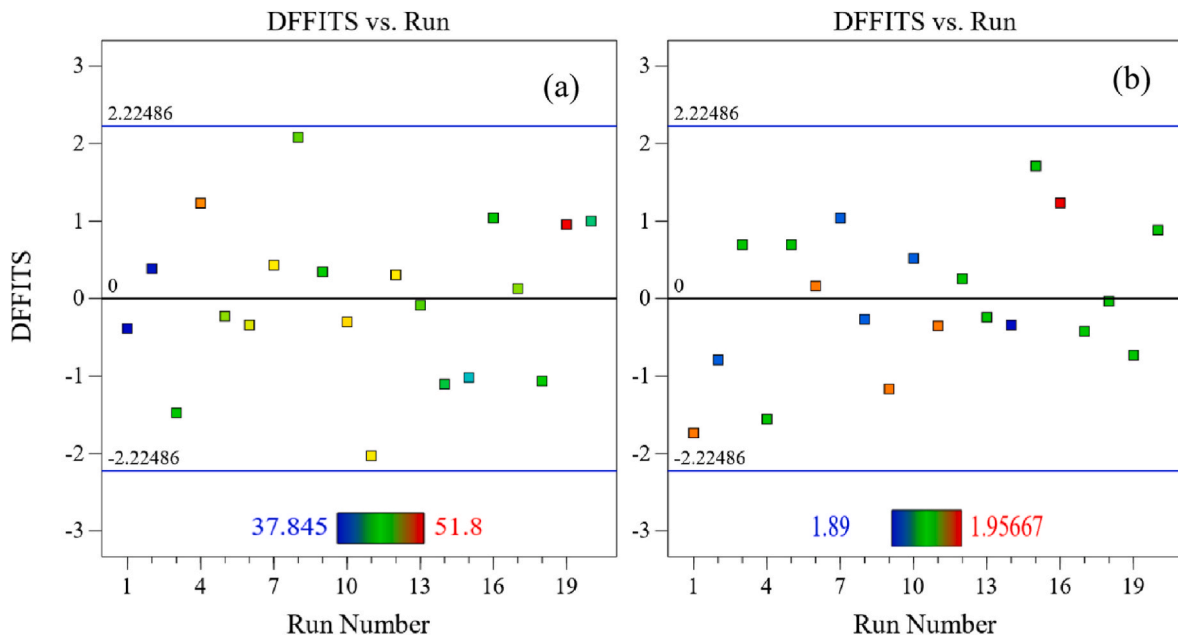 DFFITS vs. Run
DFFITS
3
2
1
0
-1
-2
-3
(a)
2.22486
0
-2.22486
37.845 51.8
1 4 7 10 13 16 19
Run Number
DFFITS vs. Run
3
2
1
0
-1
-2
-3
(b)
2.22486
0
-2.22486
1.89 1.95667
1 4 7 10 13 16 19
Run Number